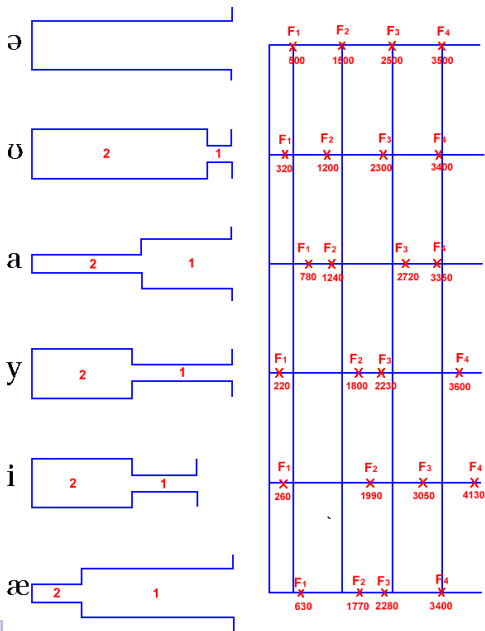 ə
F1 F2 F3 F4
500 1500 2500 3500
ʊ
2 1
F1 F2 F3 F4
320 1200 2300 3400
a
2 1
F1 F2 F3 F4
780 1240 2720 3350
y
2 1
F1 F2 F3 F4
220 1800 2230 3600
i
2 1
F1 F2 F3 F4
260 1990 3050 4130
æ
2 1
F1 F2 F3 F4
630 1770 2280 3400